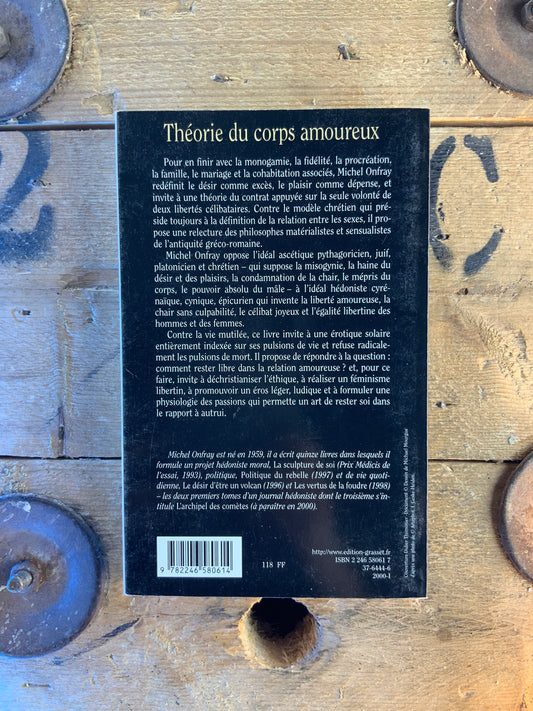 Théorie du corps amoureux
Pour en finir avec la monogamie, la fidélité, la procréation,
la famille, le mariage et la cohabitation associés, Michel Onfray
redéfinit le désir comme excès, le plaisir comme dépense, et
invite à une théorie du contrat appuyée sur la seule volonté de
deux libertés célibataires. Contre le modèle chrétien qui pré-
side toujours à la définition de la relation entre les sexes, il pro-
pose une relecture des philosophes matérialistes et sensualistes
de l'antiquité gréco-romaine.
Michel Onfray oppose l'idéal ascétique pythagoricien, juif,
platonicien et chrétien – qui suppose la misogynie, la haine du
désir et des plaisirs, la condamnation de la chair, le mépris du
corps, le pouvoir absolu du mâle – à l'idéal hédoniste cyré-
naïque, cynique, épicurien qui invente la liberté amoureuse, la
chair sans culpabilité, le célibat joyeux et l'égalité libertine des
hommes et des femmes.
Contre la vie mutilée, ce livre invite à une érotique solaire
entièrement indexée sur ses pulsions de vie et refuse radicale-
ment les pulsions de mort. Il propose de répondre à la question :
comment rester libre dans la relation amoureuse ? et, pour ce
faire, invite à déchristianiser l'éthique, à réaliser un féminisme
libertin, à promouvoir un éros léger, ludique et à formuler une
physiologie des passions qui permette un art de rester soi dans
le rapport à autrui.
Michel Onfray est né en 1959, il a écrit quinze livres dans lesquels il
formule un projet hédoniste moral, La sculpture de soi (Prix Médicis de
l'essai, 1993), politique, Politique du rebelle (1997) et de vie quoti-
dienne, Le désir d'être un volcan (1996) et Les vertus de la foudre (1998)
– les deux premiers tomes d'un journal hédoniste dont le troisième s'in-
titule L'archipel des comètes (à paraître en 2000).
9 782246 580614
118 FF
http://www.edition-grasset.fr
ISBN 2 246 58061 7
37-6444-6
2000-I